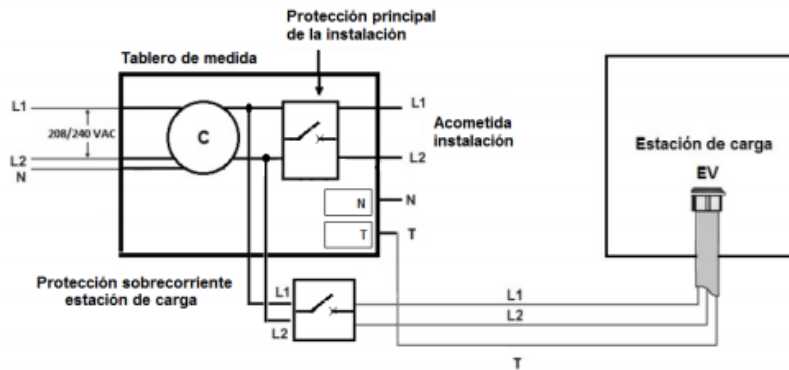 Protección principal
de la instalación
Tablero de medida
L1
208/240 VAC
L2
N
C
L1
Acometida
instalación
L2
N
N
T
T
Estación de carga
EV
Protección sobrecorriente
estación de carga
L1
L2
L1
L2
T